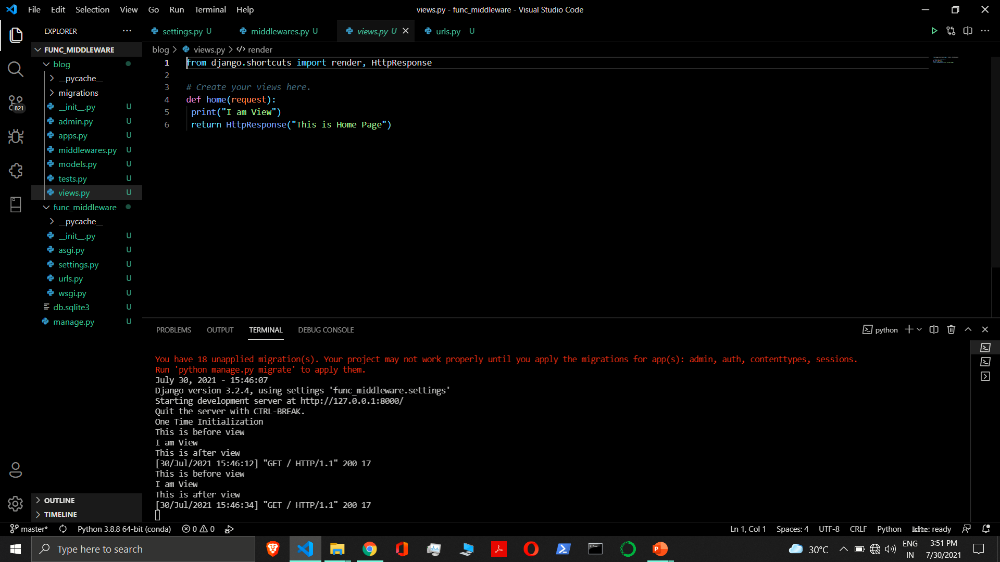 File Edit Selection View Go Run Terminal Help
views.py - func_middleware - Visual Studio Code
EXPLORER
settings.py U
middlewares.py U
views.py U
urls.py U
FUNC_MIDDLEWARE
blog
__pycache__
migrations
__init__.py U
admin.py U
apps.py U
middlewares.py U
models.py U
tests.py U
views.py U
func_middleware
__pycache__
__init__.py U
asgi.py U
settings.py U
urls.py U
wsgi.py U
db.sqlite3 U
manage.py U
OUTLINE
TIMELINE
821
blog > views.py > render
1 from django.shortcuts import render, HttpResponse
2
3 # Create your views here.
4 def home(request):
5 print("I am View")
6 return HttpResponse("This is Home Page")
PROBLEMS OUTPUT TERMINAL DEBUG CONSOLE
python
You have 18 unapplied migration(s). Your project may not work properly until you apply the migrations for app(s): admin, auth, contenttypes, sessions.
Run 'python manage.py migrate' to apply them.
July 30, 2021 - 15:46:07
Django version 3.2.4, using settings 'func_middleware.settings'
Starting development server at http://127.0.0.1:8000/
Quit the server with CTRL-BREAK.
One Time Initialization
This is before view
I am View
This is after view
[30/Jul/2021 15:46:12] "GET / HTTP/1.1" 200 17
This is before view
I am View
This is after view
[30/Jul/2021 15:46:34] "GET / HTTP/1.1" 200 17
master* Python 3.8.8 64-bit (conda) 0 0
Ln 1, Col 1 Spaces: 4 UTF-8 CRLF Python kite: ready
Type here to search
30°C
ENG
IN
3:51 PM
7/30/2021